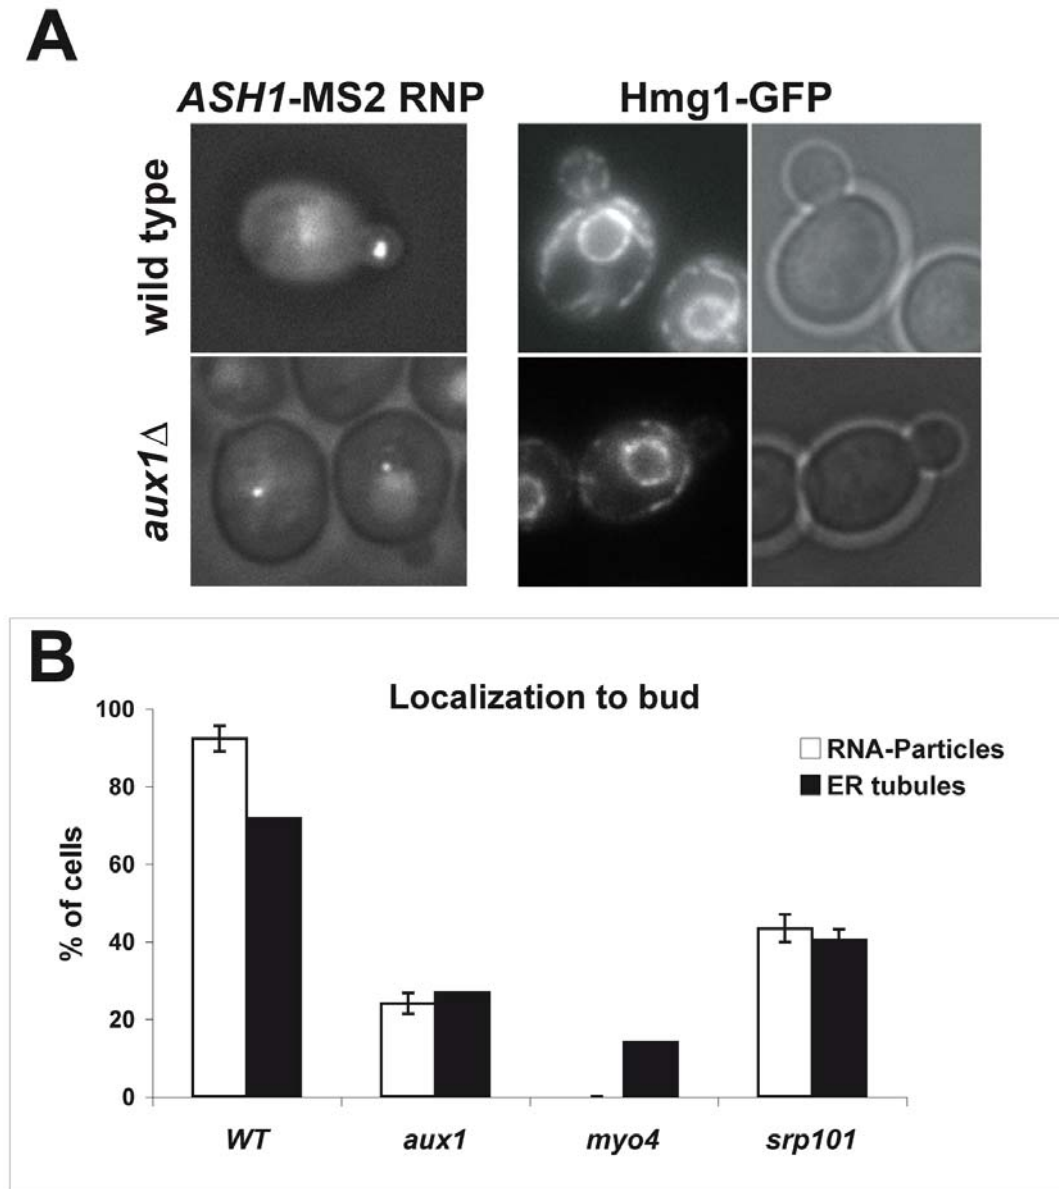 A
ASH1-MS2 RNP
Hmg1-GFP
wild type
aux1Δ
B
Localization to bud
% of cells
100
80
60
40
20
0
RNA-Particles
ER tubules
WT
aux1
myo4
srp101